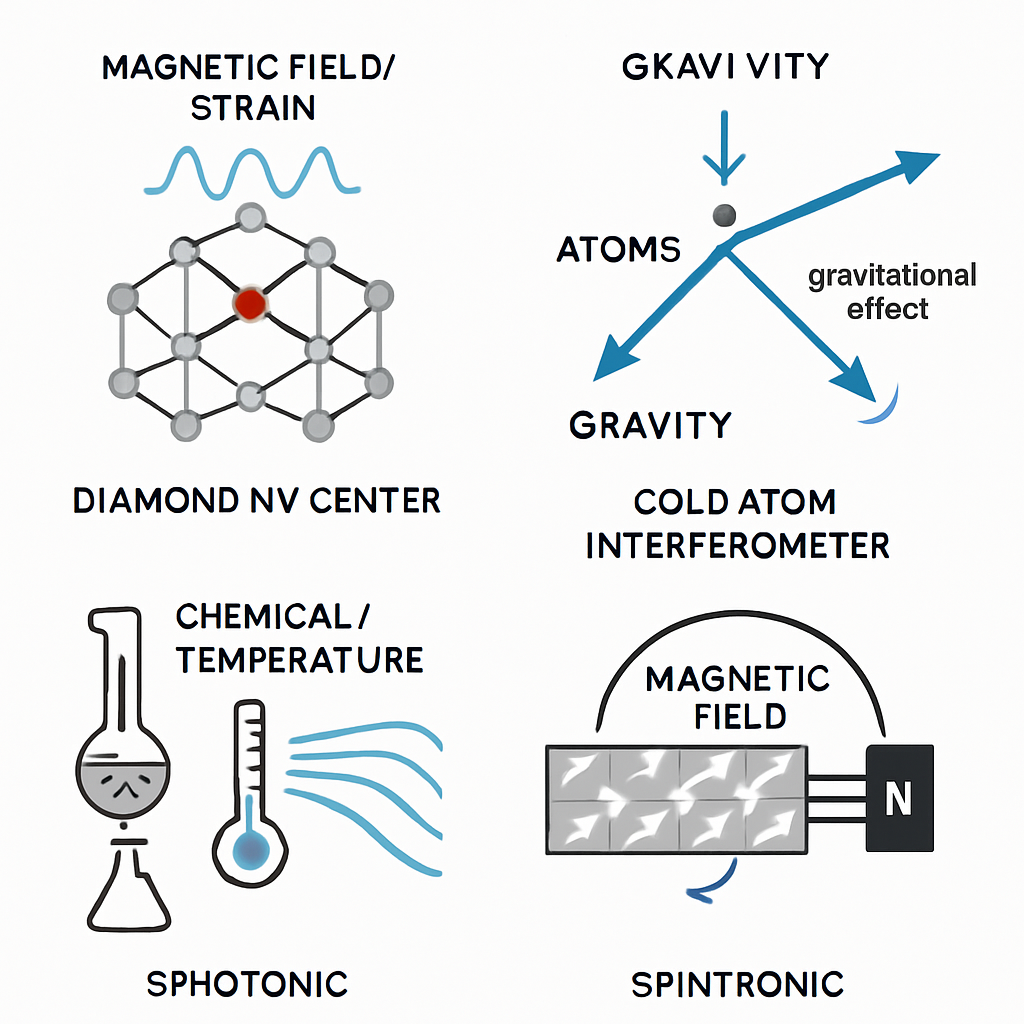 MAGNETIC FIELD/
STRAIN
DIAMOND NV CENTER
GKAVI VITY
ATOMS
gravitational
effect
GRAVITY
COLD ATOM
INTERFEROMETER
CHEMICAL/
TEMPERATURE
SPHOTONIC
MAGNETIC
FIELD
N
SPINTRONIC